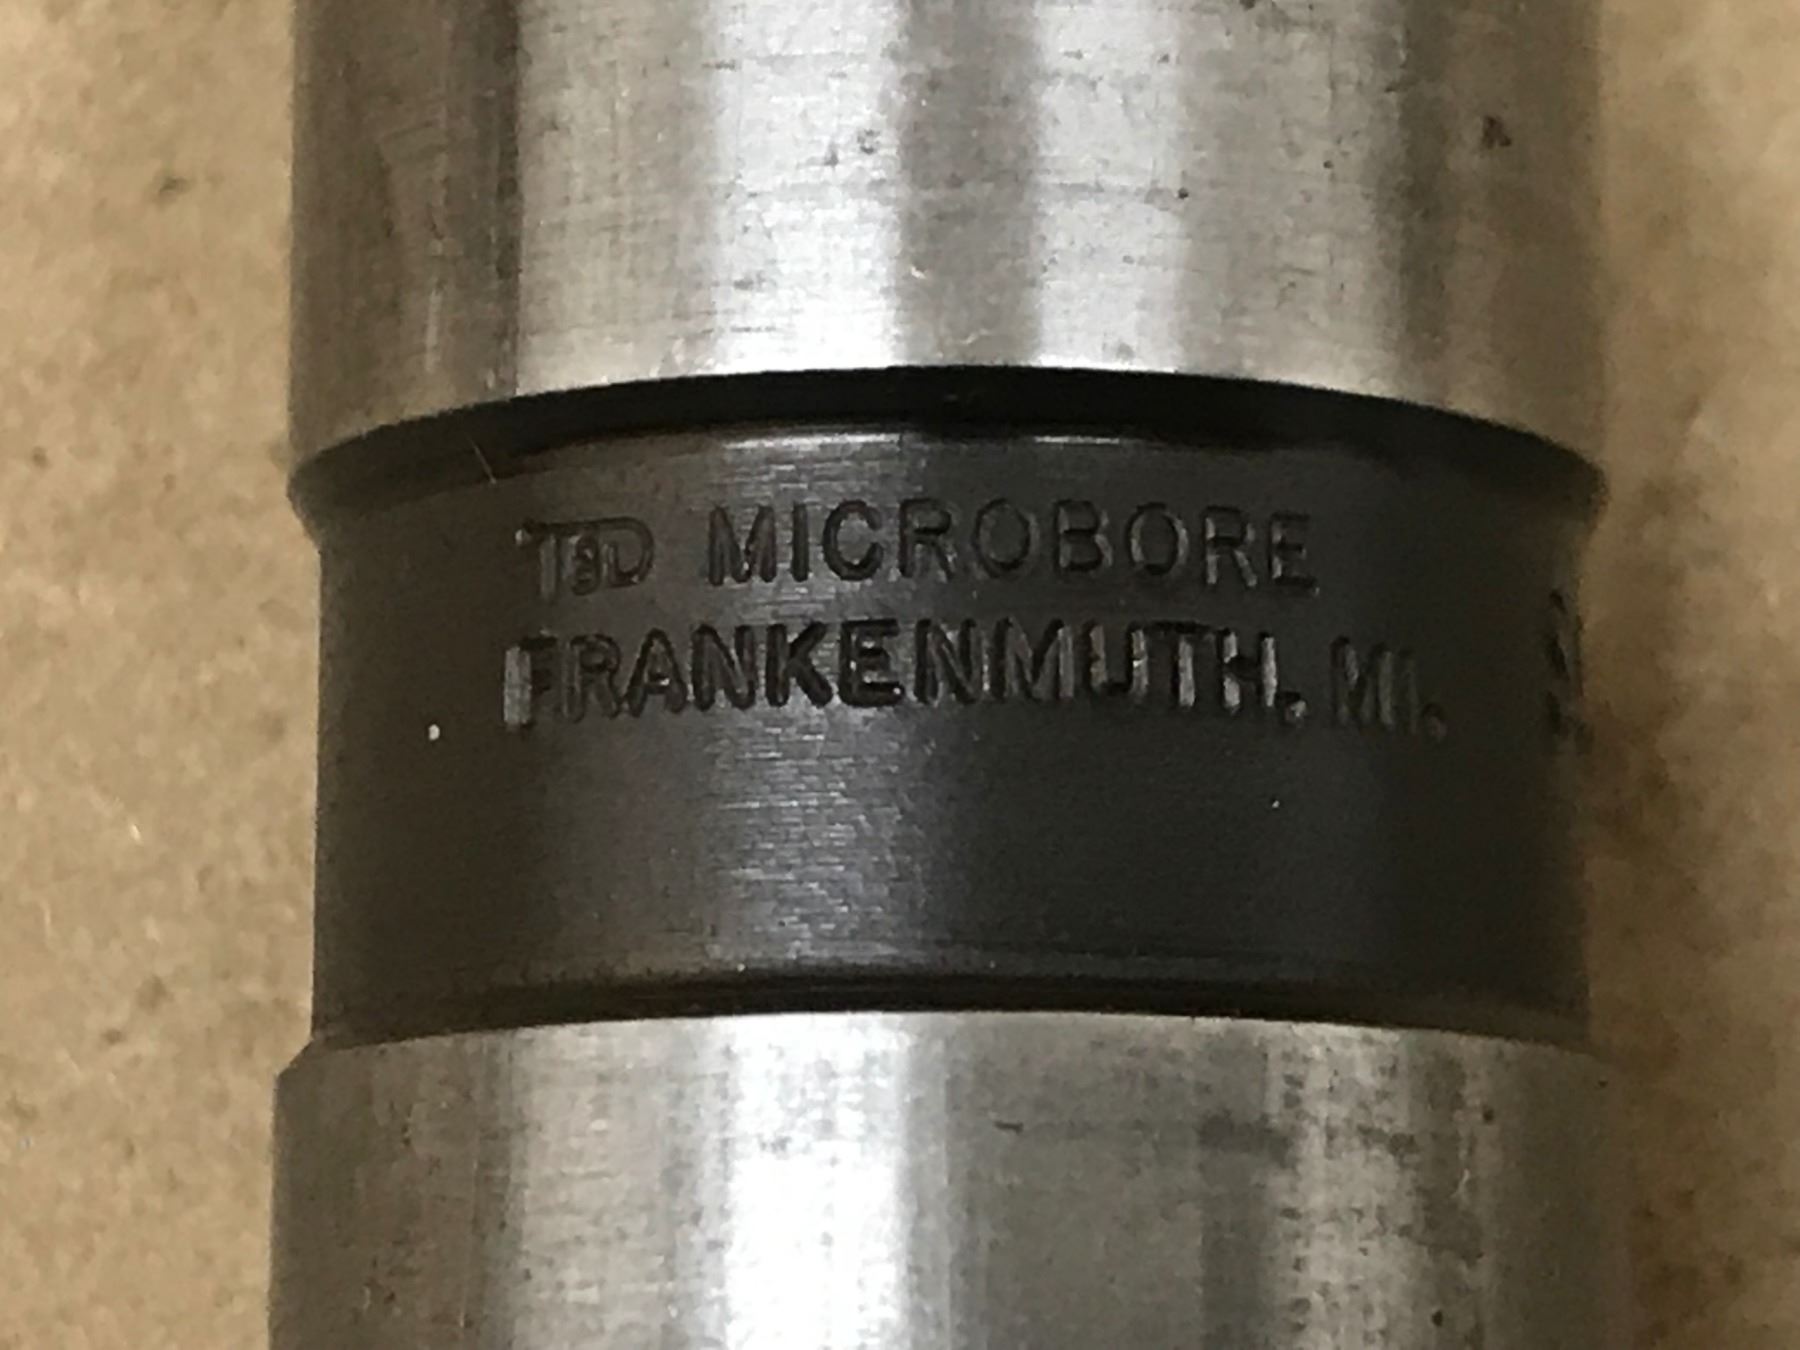 T&D MICROBORE
FRANKENMUTH, MI.